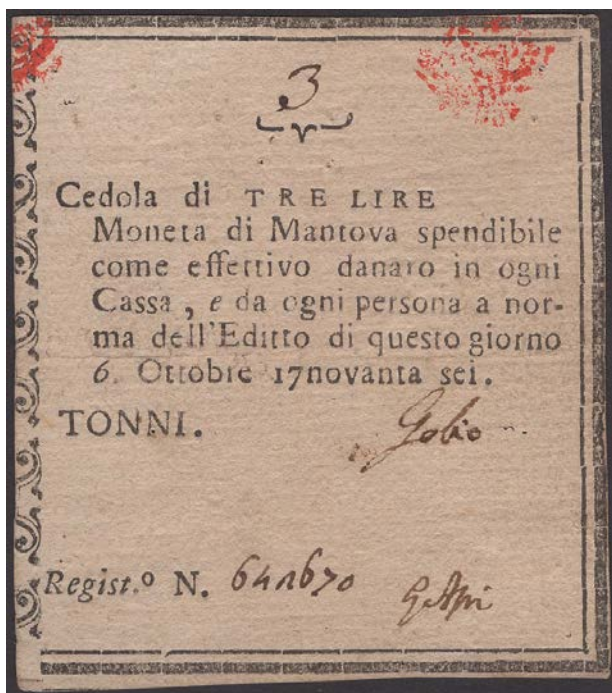 3
Cedola di TRE LIRE
Moneta di Mantova spendibile
come effettivo danaro in ogni
Cassa, e da ogni persona a nor-
ma dell'Editto di questo giorno
6. Ottobre 17novanta sei.
TONNI.
Gobio
Regist.º N.